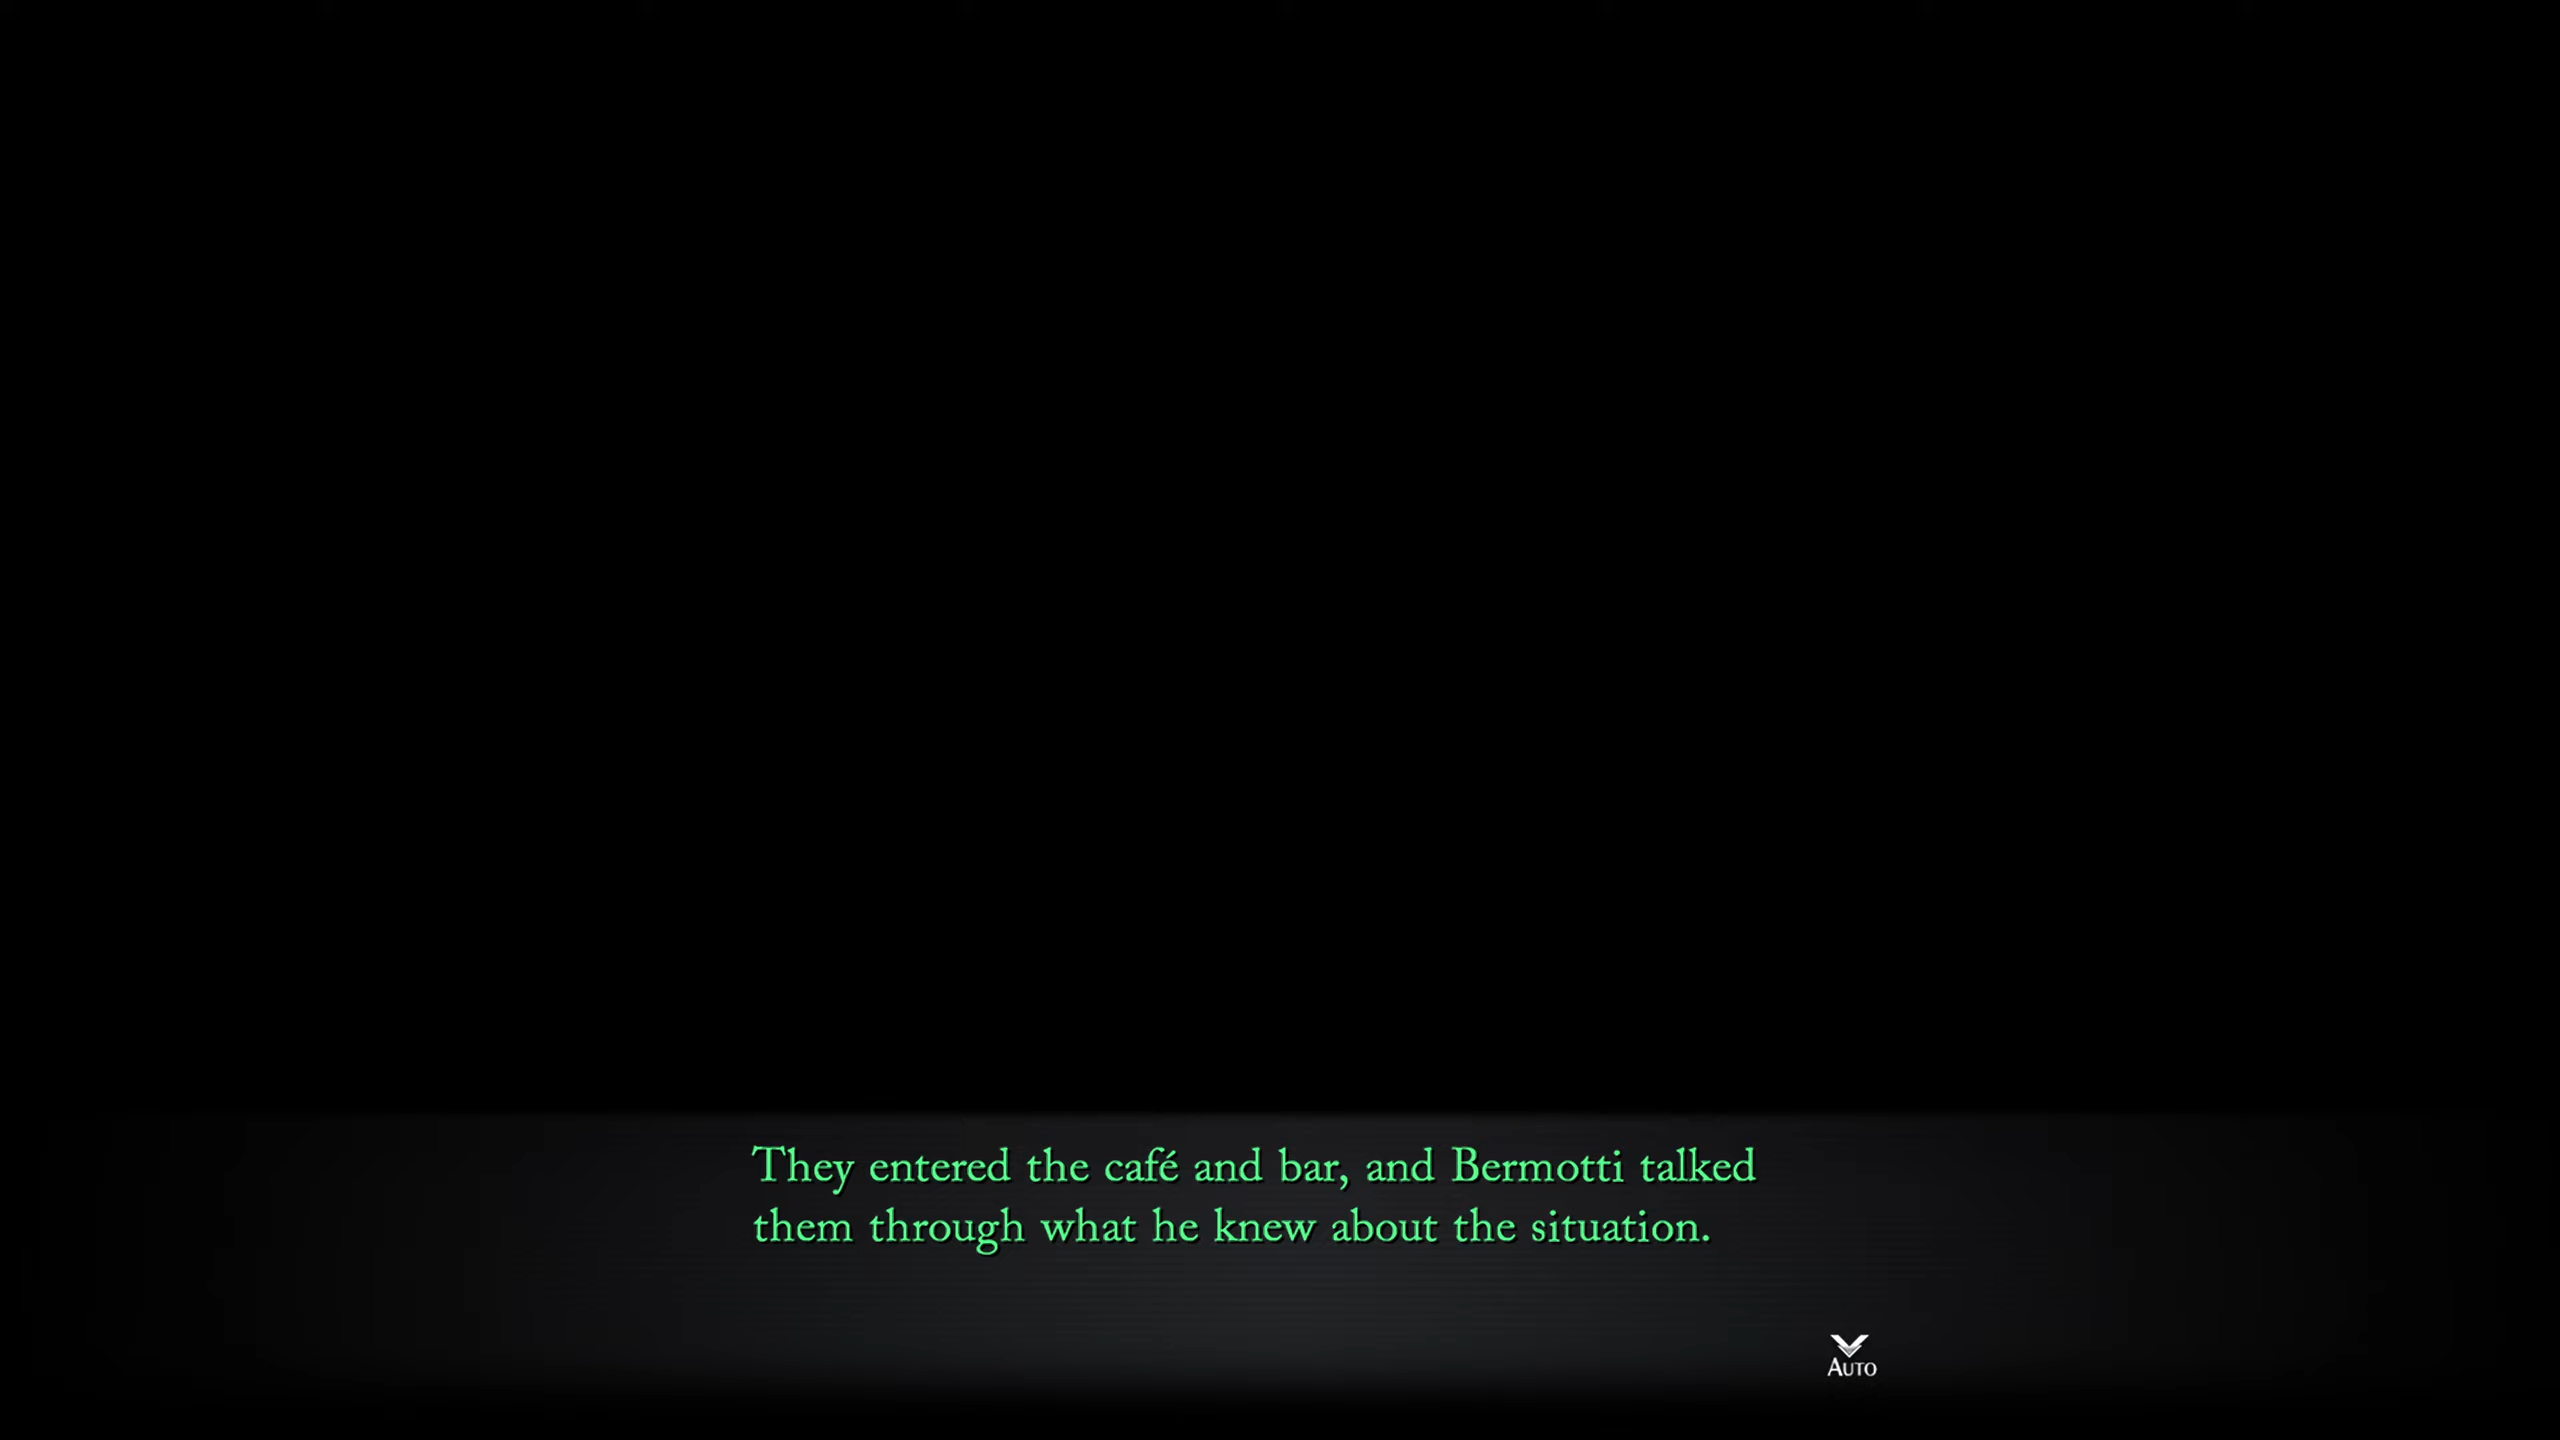 They entered the café and bar, and Bermotti talked
them through what he knew about the situation.
AUTO